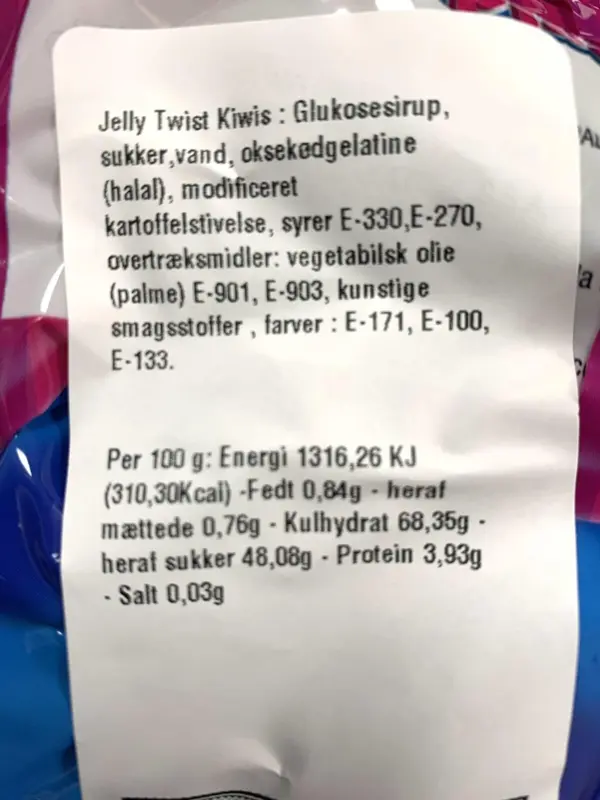 Jelly Twist Kiwis : Glukosesirup,
sukker,vand, oksekødgelatine
(halal), modificeret
kartoffelstivelse, syrer E-330,E-270,
overtræksmidler: vegetabilsk olie
(palme) E-901, E-903, kunstige
smagsstoffer , farver : E-171, E-100,
E-133.
Per 100 g: Energi 1316,26 KJ
(310,30Kcal) -Fedt 0,84g - heraf
mættede 0,76g - Kulhydrat 68,35g -
heraf sukker 48,08g - Protein 3,93g
- Salt 0,03g